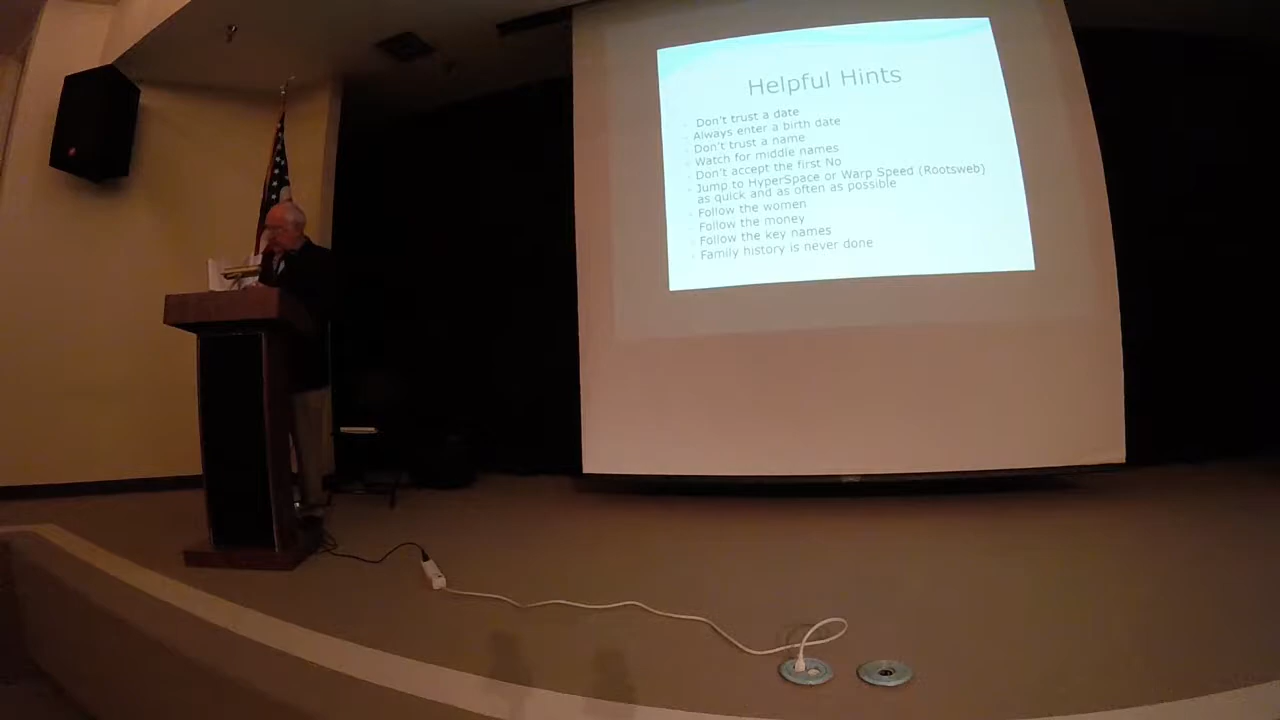 Helpful Hints
Don't trust a date
Always enter a birth date
Don't trust a name
Watch for middle names
Don't accept the first No
Jump to HyperSpace or Warp Speed (Rootsweb)
as quick and as often as possible
Follow the women
Follow the money
Follow the key names
Family history is never done